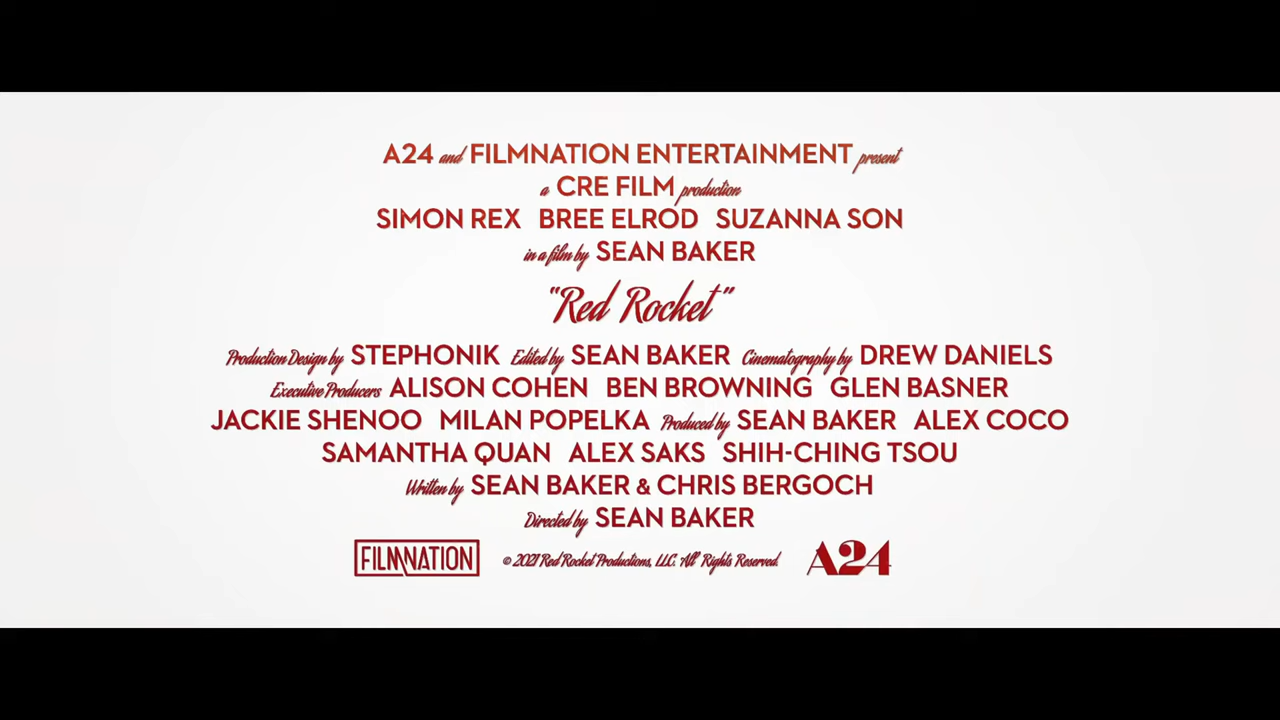 A24 and FILMNATION ENTERTAINMENT present
a CRE FILM production
SIMON REX BREE ELROD SUZANNA SON
in a film by SEAN BAKER
"Red Rocket"
Production Design by STEPHONIK Edited by SEAN BAKER Cinematography by DREW DANIELS
Executive Producers ALISON COHEN BEN BROWNING GLEN BASNER
JACKIE SHENOO MILAN POPELKA Produced by SEAN BAKER ALEX COCO
SAMANTHA QUAN ALEX SAKS SHIH-CHING TSOU
Written by SEAN BAKER & CHRIS BERGOCH
Directed by SEAN BAKER
FILMNATION © 2021 Red Rocket Productions, LLC. All Rights Reserved. A24